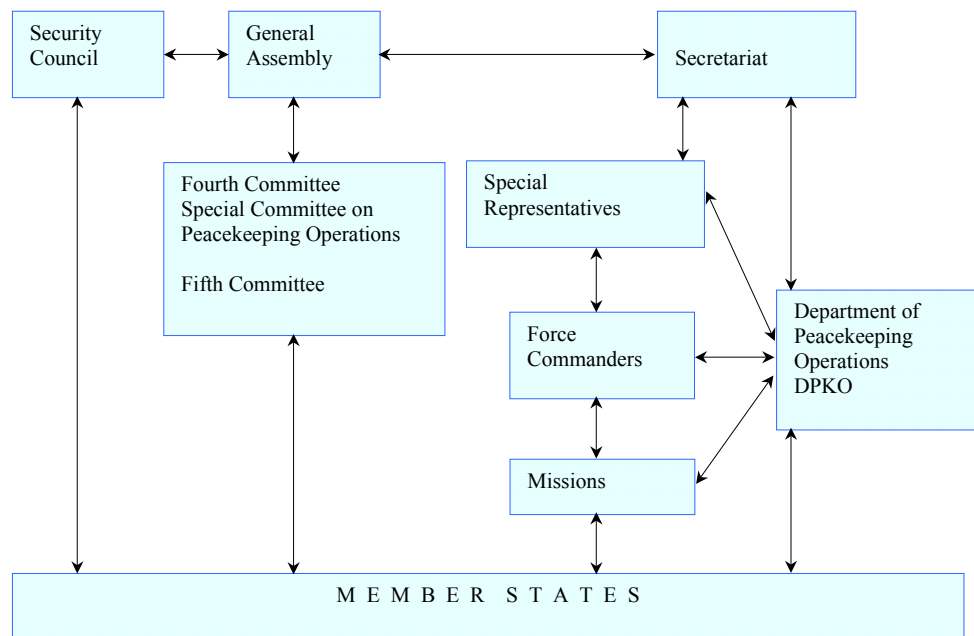 Security
Council
General
Assembly
Secretariat
Fourth Committee
Special Committee on
Peacekeeping Operations
Fifth Committee
Special
Representatives
Force
Commanders
Department of
Peacekeeping
Operations
DPKO
Missions
M E M B E R S T A T E S